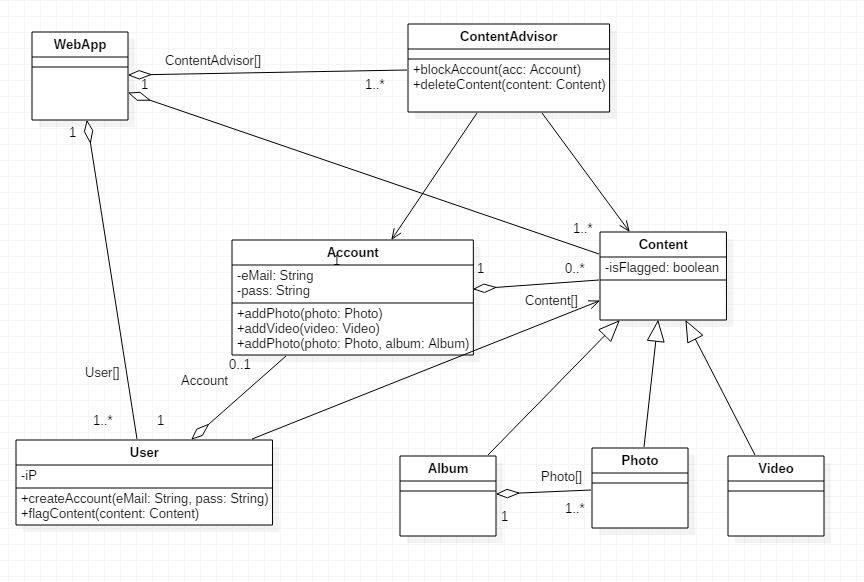 WebApp
ContentAdvisor
+blockAccount(acc: Account)
+deleteContent(content: Content)
ContentAdvisor[]
1
1..*
1
1..*
Account
1
-eMail: String
-pass: String
+addPhoto(photo: Photo)
+addVideo(video: Video)
+addPhoto(photo: Photo, album: Album)
1
0..*
Content
-isFlagged: boolean
Content[]
0..1
Account
User[]
1..*
1
User
-iP
+createAccount(eMail: String, pass: String)
+flagContent(content: Content)
Album
Photo
Video
Photo[]
1
1..*